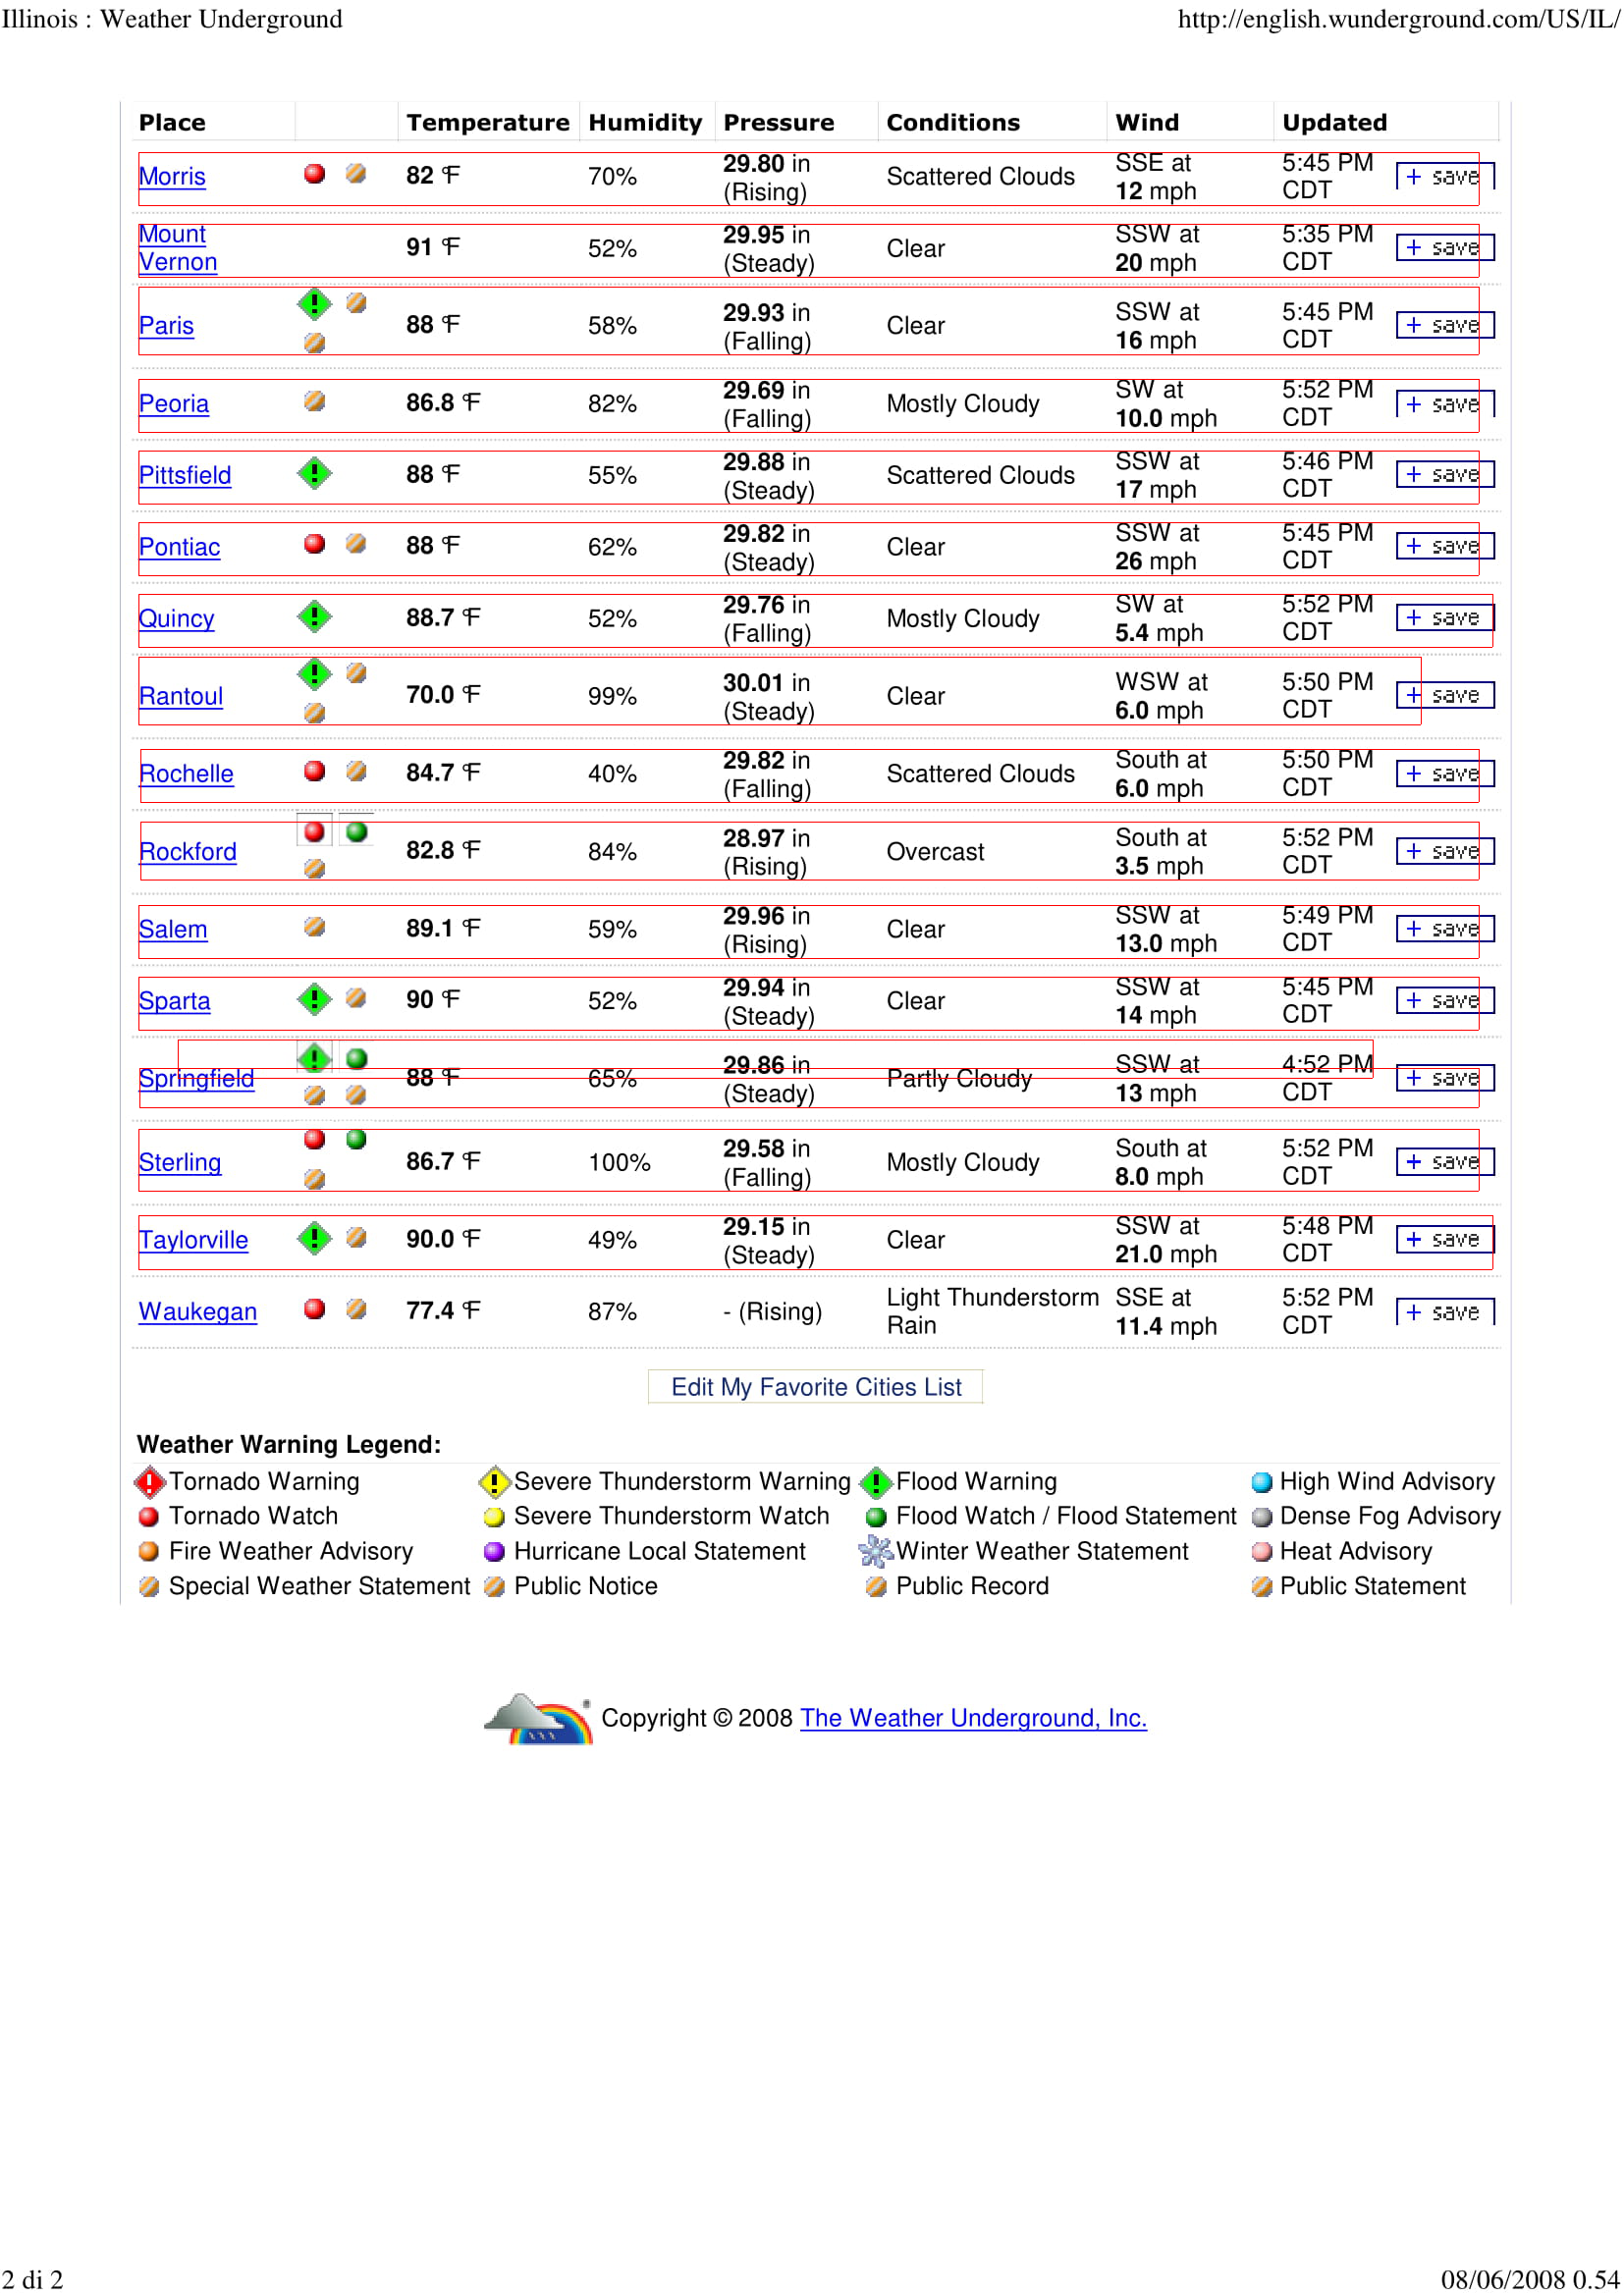 Illinois : Weather Underground http://english.wunderground.com/US/IL/
Place Temperature Humidity Pressure Conditions Wind Updated
Morris 82 °F 70% 29.80 in (Rising) Scattered Clouds SSE at 12 mph 5:45 PM CDT + save
Mount Vernon 91 °F 52% 29.95 in (Steady) Clear SSW at 20 mph 5:35 PM CDT + save
Paris 88 °F 58% 29.93 in (Falling) Clear SSW at 16 mph 5:45 PM CDT + save
Peoria 86.8 °F 82% 29.69 in (Falling) Mostly Cloudy SW at 10.0 mph 5:52 PM CDT + save
Pittsfield 88 °F 55% 29.88 in (Steady) Scattered Clouds SSW at 17 mph 5:46 PM CDT + save
Pontiac 88 °F 62% 29.82 in (Steady) Clear SSW at 26 mph 5:45 PM CDT + save
Quincy 88.7 °F 52% 29.76 in (Falling) Mostly Cloudy SW at 5.4 mph 5:52 PM CDT + save
Rantoul 70.0 °F 99% 30.01 in (Steady) Clear WSW at 6.0 mph 5:50 PM CDT + save
Rochelle 84.7 °F 40% 29.82 in (Falling) Scattered Clouds South at 6.0 mph 5:50 PM CDT + save
Rockford 82.8 °F 84% 28.97 in (Rising) Overcast South at 3.5 mph 5:52 PM CDT + save
Salem 89.1 °F 59% 29.96 in (Rising) Clear SSW at 13.0 mph 5:49 PM CDT + save
Sparta 90 °F 52% 29.94 in (Steady) Clear SSW at 14 mph 5:45 PM CDT + save
Springfield 88 °F 65% 29.86 in (Steady) Partly Cloudy SSW at 13 mph 4:52 PM CDT + save
Sterling 86.7 °F 100% 29.58 in (Falling) Mostly Cloudy South at 8.0 mph 5:52 PM CDT + save
Taylorville 90.0 °F 49% 29.15 in (Steady) Clear SSW at 21.0 mph 5:48 PM CDT + save
Waukegan 77.4 °F 87% - (Rising) Light Thunderstorm Rain SSE at 11.4 mph 5:52 PM CDT + save
Edit My Favorite Cities List
Weather Warning Legend:
Tornado Warning Severe Thunderstorm Warning Flood Warning High Wind Advisory
Tornado Watch Severe Thunderstorm Watch Flood Watch / Flood Statement Dense Fog Advisory
Fire Weather Advisory Hurricane Local Statement Winter Weather Statement Heat Advisory
Special Weather Statement Public Notice Public Record Public Statement
Copyright © 2008 The Weather Underground, Inc.
2 di 2 08/06/2008 0.54